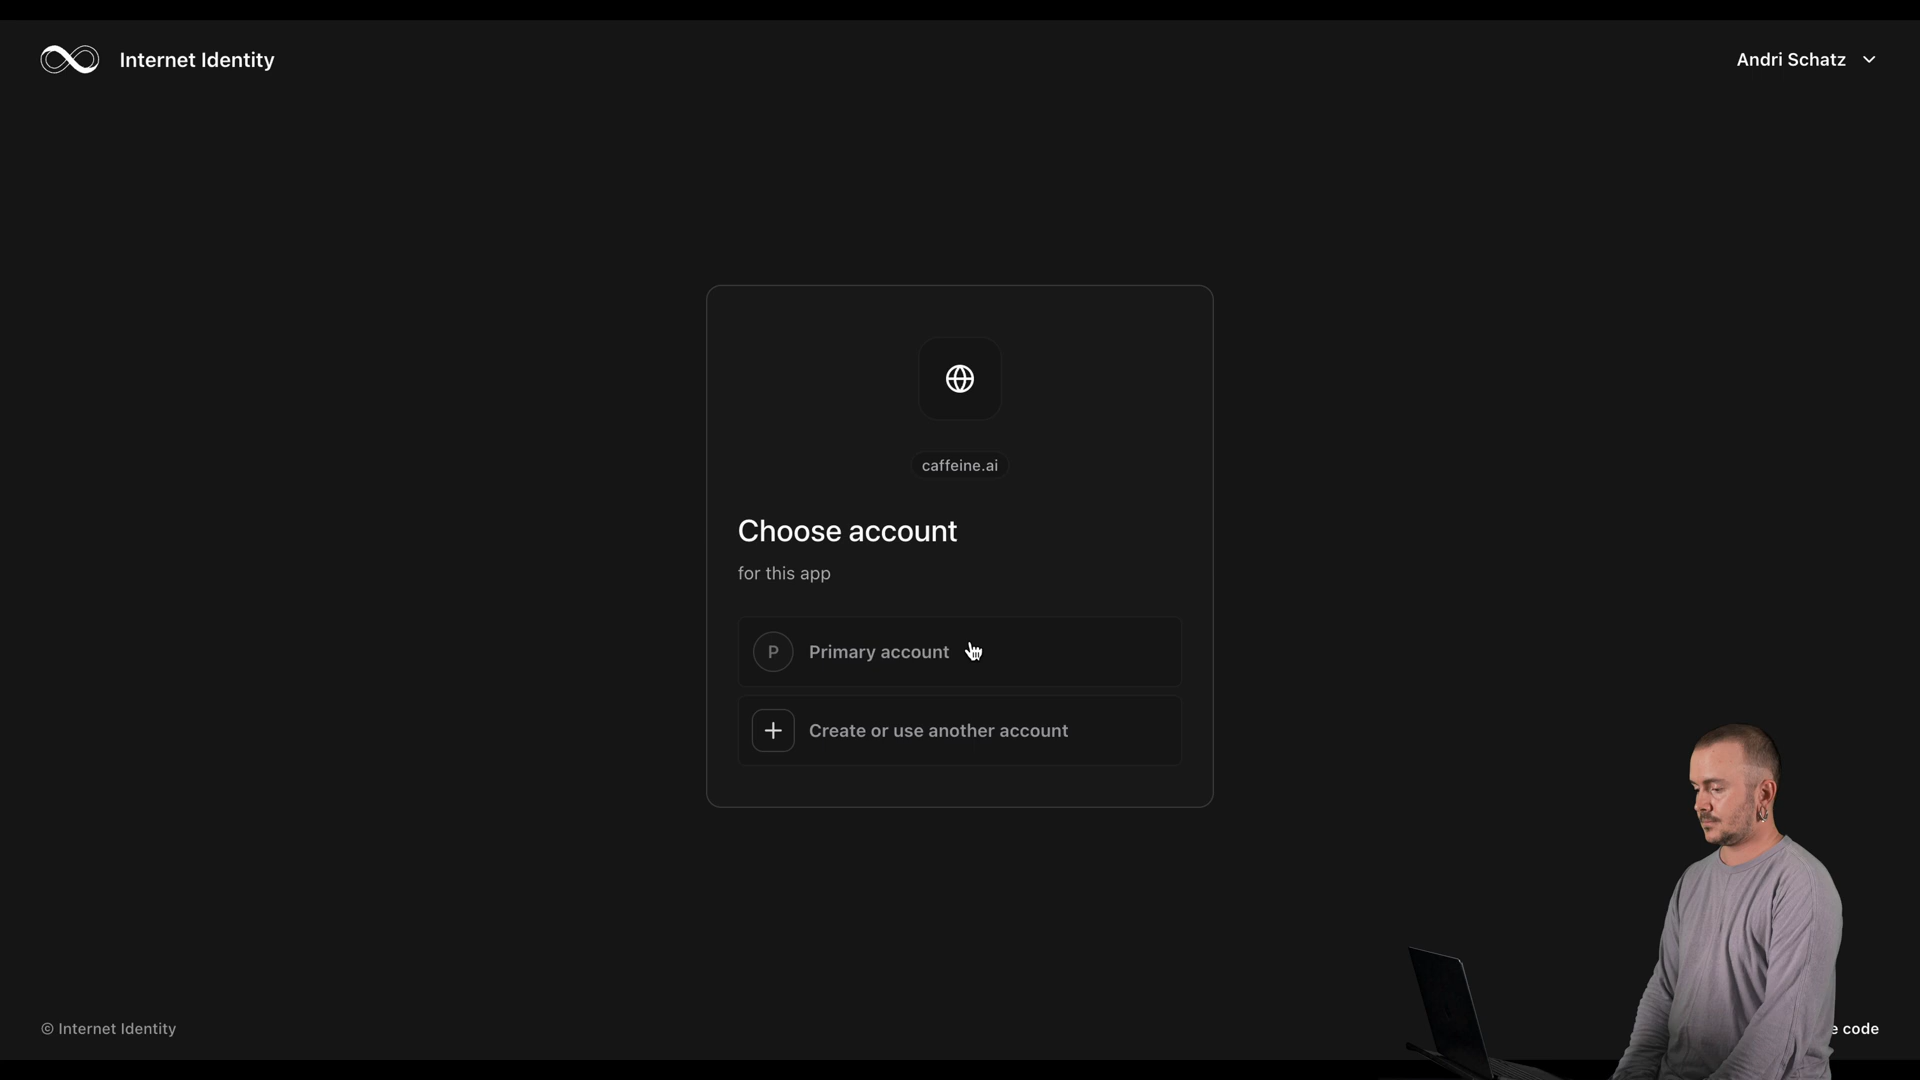 Internet Identity
Andri Schatz
caffeine.ai
Choose account
for this app
P Primary account
Create or use another account
© Internet Identity
code